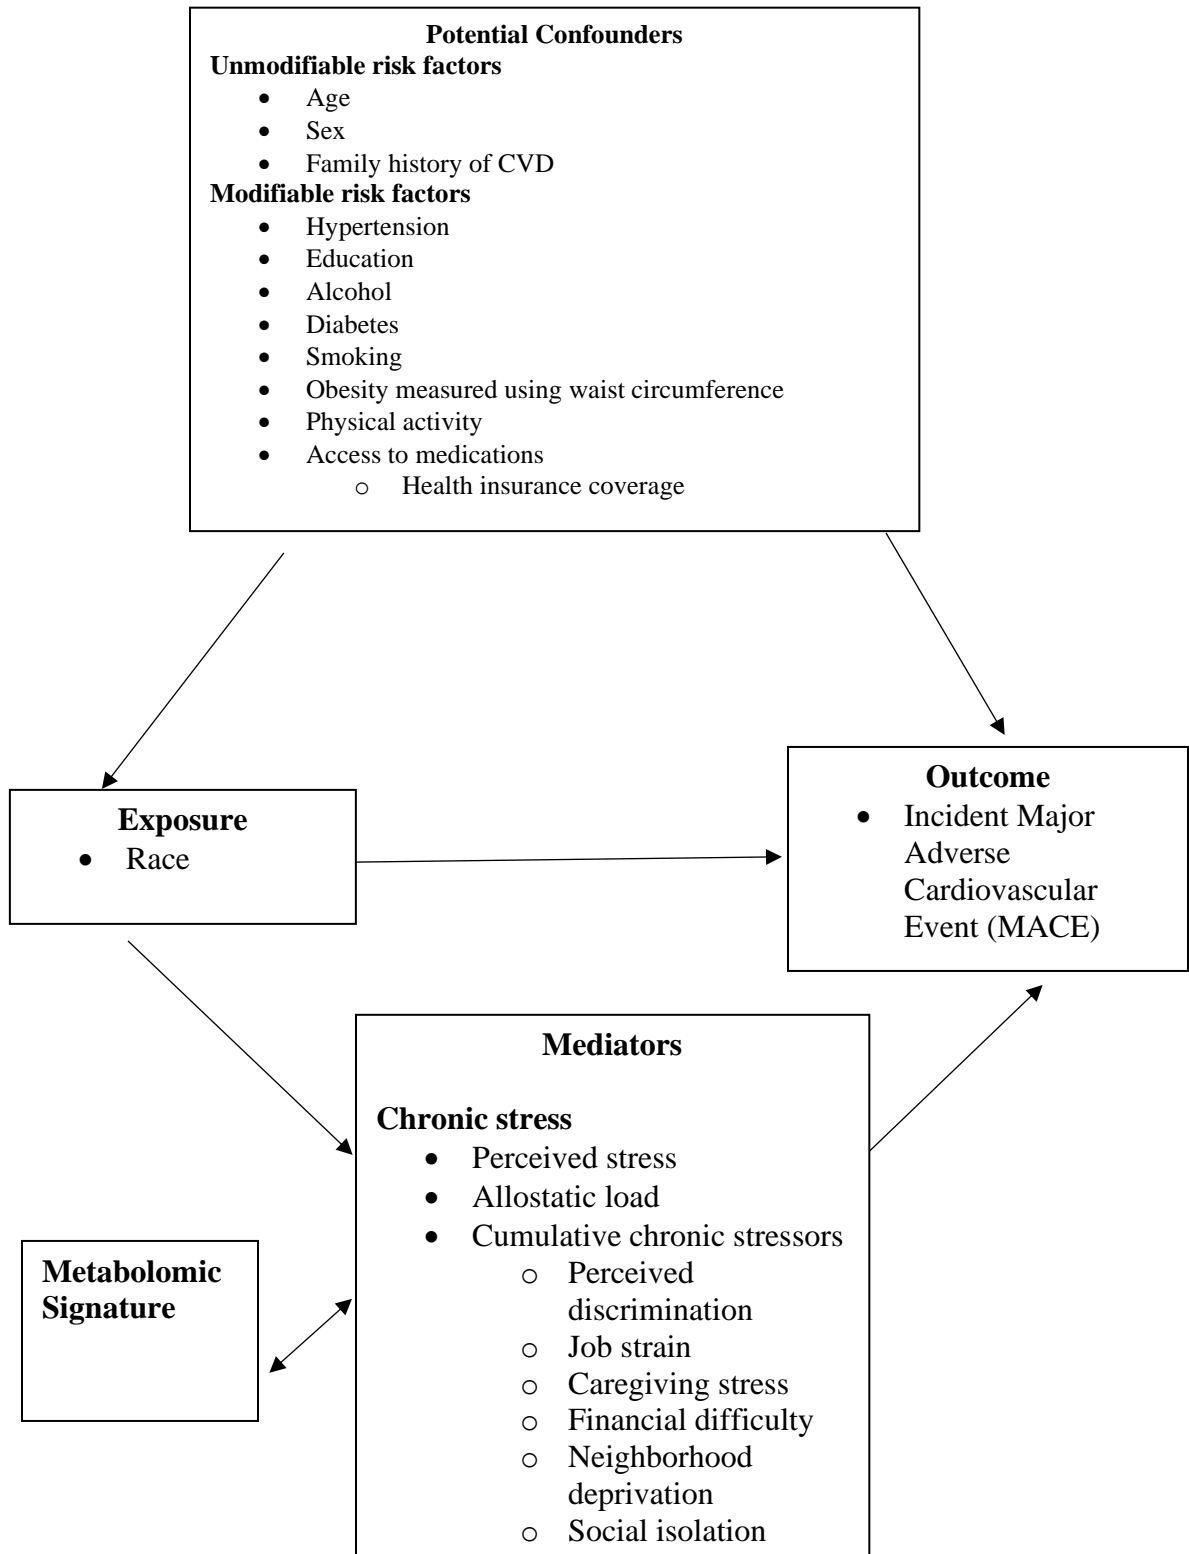 Potential Confounders
Unmodifiable risk factors
• Age
• Sex
• Family history of CVD
Modifiable risk factors
• Hypertension
• Education
• Alcohol
• Diabetes
• Smoking
• Obesity measured using waist circumference
• Physical activity
• Access to medications
o Health insurance coverage
Exposure
• Race
Outcome
• Incident Major
Adverse
Cardiovascular
Event (MACE)
Mediators
Chronic stress
• Perceived stress
• Allostatic load
• Cumulative chronic stressors
o Perceived
discrimination
o Job strain
o Caregiving stress
o Financial difficulty
o Neighborhood
deprivation
o Social isolation
Metabolomic
Signature